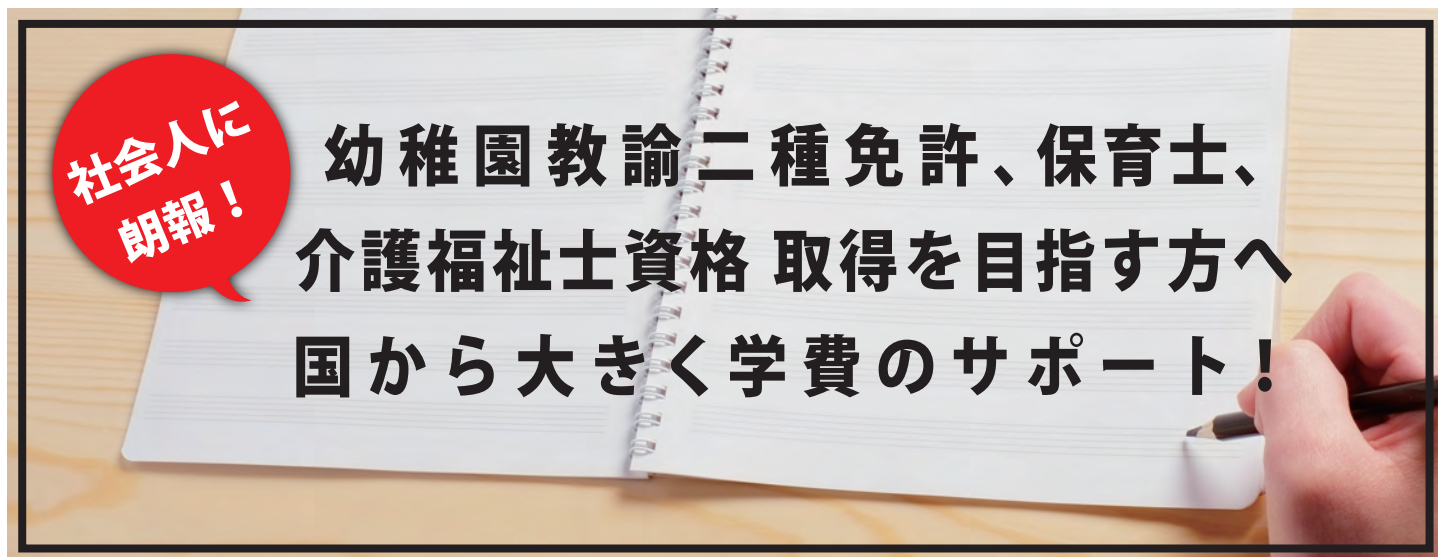 社会人に
朗報！
幼稚園教諭二種免許、保育士、
介護福祉士資格 取得を目指す方へ
国から大きく学費のサポート！